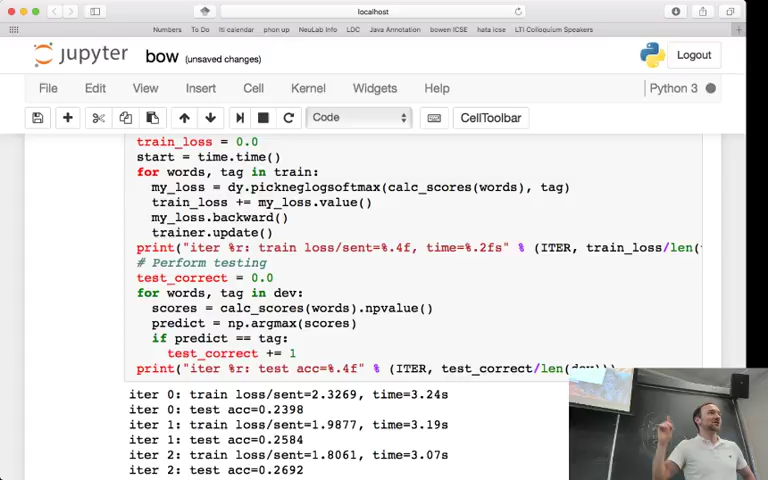 localhost
Numbers To Do lti calendar phon up NeuLab Info LDC Java Annotation bowen ICSE hata icse LTI Colloquium Speakers
jupyter bow (unsaved changes) Logout
File Edit View Insert Cell Kernel Widgets Help Python 3
Code CellToolbar
train_loss = 0.0
start = time.time()
for words, tag in train:
my_loss = dy.pickneglogsoftmax(calc_scores(words), tag)
train_loss += my_loss.value()
my_loss.backward()
trainer.update()
print("iter %r: train loss/sent=%.4f, time=%.2fs" % (ITER, train_loss/len(
# Perform testing
test_correct = 0.0
for words, tag in dev:
scores = calc_scores(words).npvalue()
predict = np.argmax(scores)
if predict == tag:
test_correct += 1
print("iter %r: test acc=%.4f" % (ITER, test_correct/len(dev)))
iter 0: train loss/sent=2.3269, time=3.24s
iter 0: test acc=0.2398
iter 1: train loss/sent=1.9877, time=3.19s
iter 1: test acc=0.2584
iter 2: train loss/sent=1.8061, time=3.07s
iter 2: test acc=0.2692